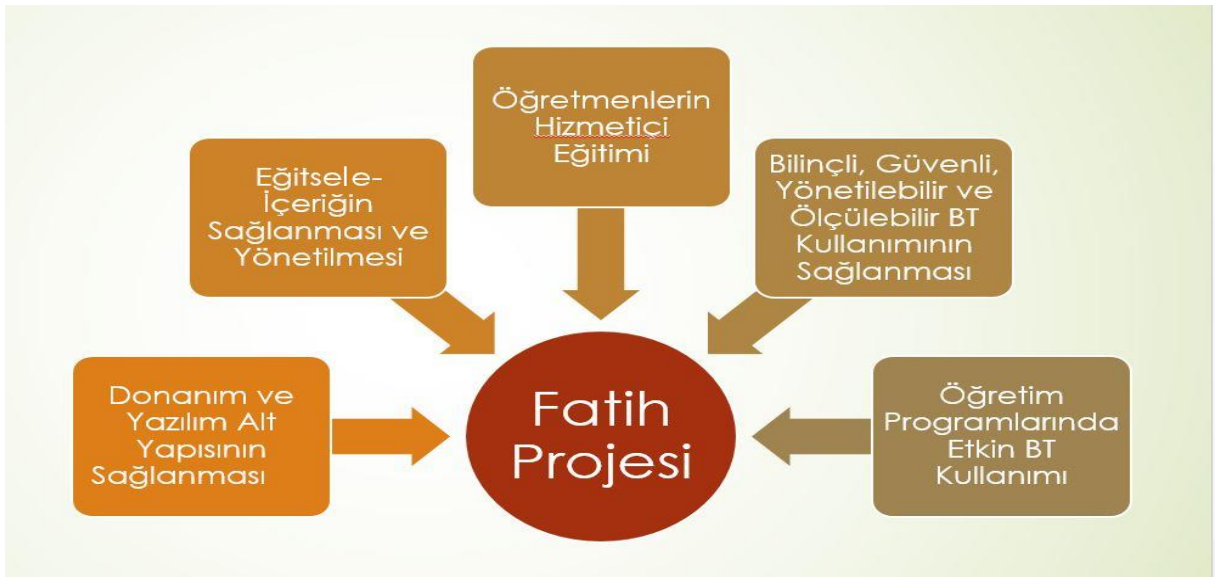 Öğretmenlerin
Hizmetiçi
Eğitimi
Eğitsele-
İçeriğin
Sağlanması ve
Yönetilmesi
Bilinçli, Güvenli,
Yönetilebilir ve
Ölçülebilir BT
Kullanımının
Sağlanması
Donanım ve
Yazılım Alt
Yapısının
Sağlanması
Fatih
Projesi
Öğretim
Programlarında
Etkin BT
Kullanımı